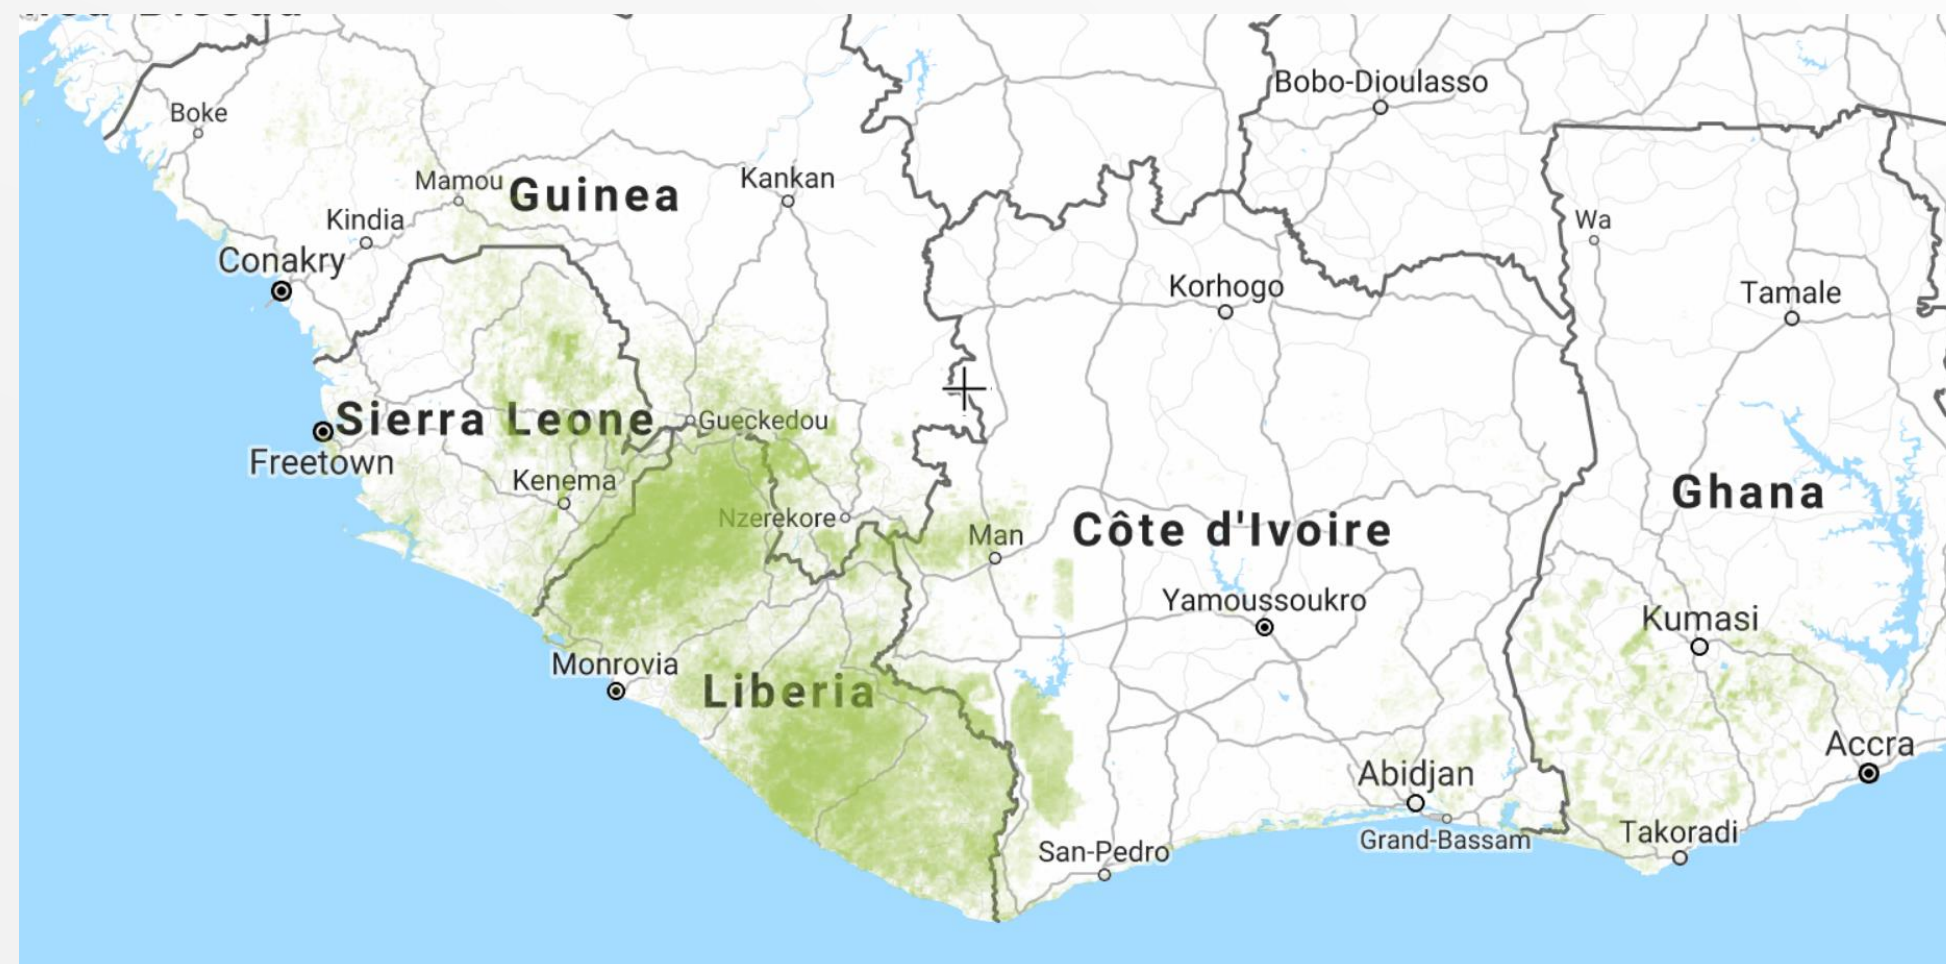 Boke
Bobo-Dioulasso
Mamou
Guinea
Kankan
Kindia
Wa
Conakry
Korhogo
Tamale
Sierra Leone
Gueckedou
Freetown
Kenema
Ghana
Nzerekore
Man
Côte d'Ivoire
Yamoussoukro
Kumasi
Monrovia
Liberia
Accra
Abidjan
Grand-Bassam
Takoradi
San-Pedro